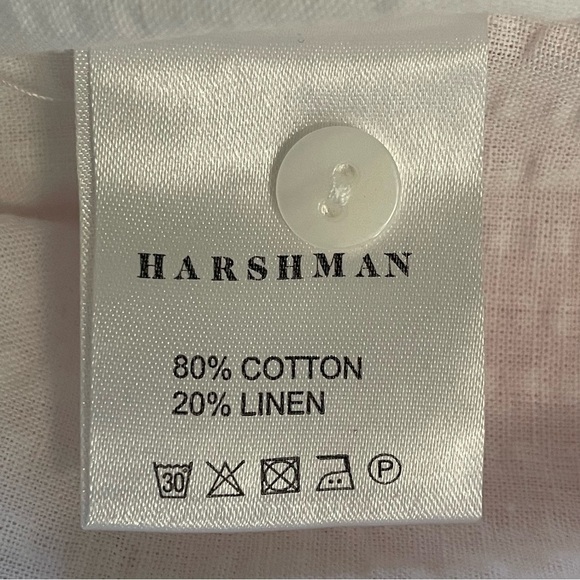 HARSHMAN
80% COTTON
20% LINEN
30° P